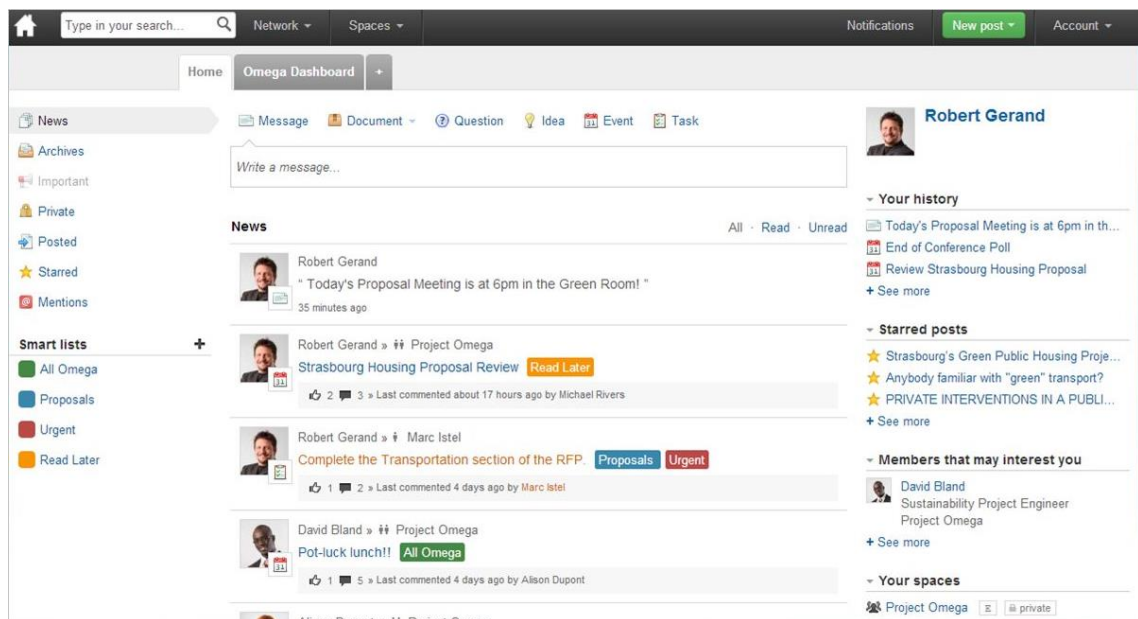 Type in your search...
Network
Spaces
Notifications
New post
Account
Home
Omega Dashboard
+
News
Archives
Important
Private
Posted
Starred
Mentions
Smart lists +
All Omega
Proposals
Urgent
Read Later
Message
Document
Question
Idea
Event
Task
Write a message...
News
All · Read · Unread
Robert Gerand
" Today's Proposal Meeting is at 6pm in the Green Room! "
35 minutes ago
Robert Gerand » Project Omega
Strasbourg Housing Proposal Review Read Later
2 3 » Last commented about 17 hours ago by Michael Rivers
Robert Gerand » Marc Istel
Complete the Transportation section of the RFP. Proposals Urgent
1 2 » Last commented 4 days ago by Marc Istel
David Bland » Project Omega
Pot-luck lunch!! All Omega
1 5 » Last commented 4 days ago by Alison Dupont
Robert Gerand
Your history
Today's Proposal Meeting is at 6pm in th...
End of Conference Poll
Review Strasbourg Housing Proposal
+ See more
Starred posts
Strasbourg's Green Public Housing Proje...
Anybody familiar with "green" transport?
PRIVATE INTERVENTIONS IN A PUBLI...
+ See more
Members that may interest you
David Bland
Sustainability Project Engineer
Project Omega
+ See more
Your spaces
Project Omega private